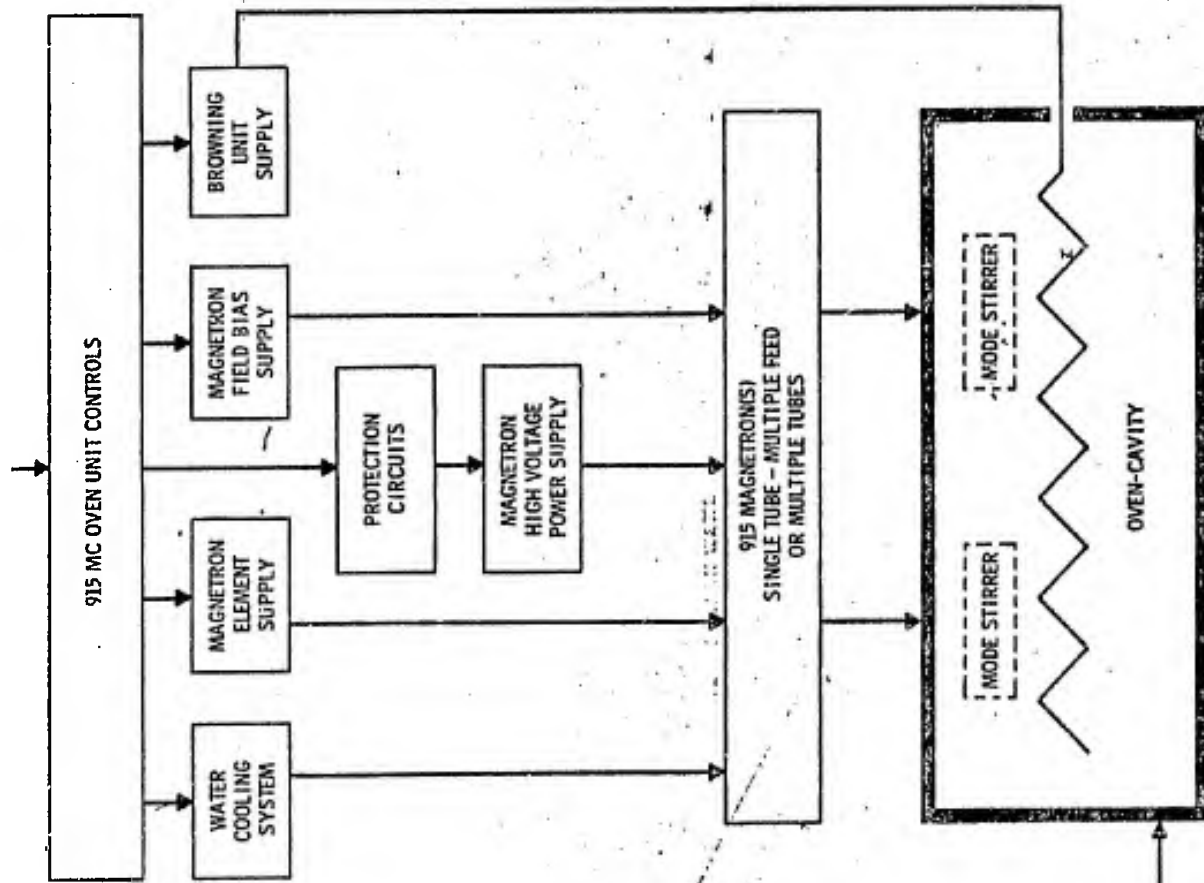 915 MC OVEN UNIT CONTROLS
WATER
COOLING
SYSTEM
MAGNETRON
ELEMENT
SUPPLY
MAGNETRON
FIELD BIAS
SUPPLY
BROWNING
UNIT
SUPPLY
PROTECTION
CIRCUITS
MAGNETRON
HIGH VOLTAGE
POWER SUPPLY
915 MAGNETRON(S)
SINGLE TUBE - MULTIPLE FEED
OR MULTIPLE TUBES
MODE STIRRER
MODE STIRRER
OVEN-CAVITY